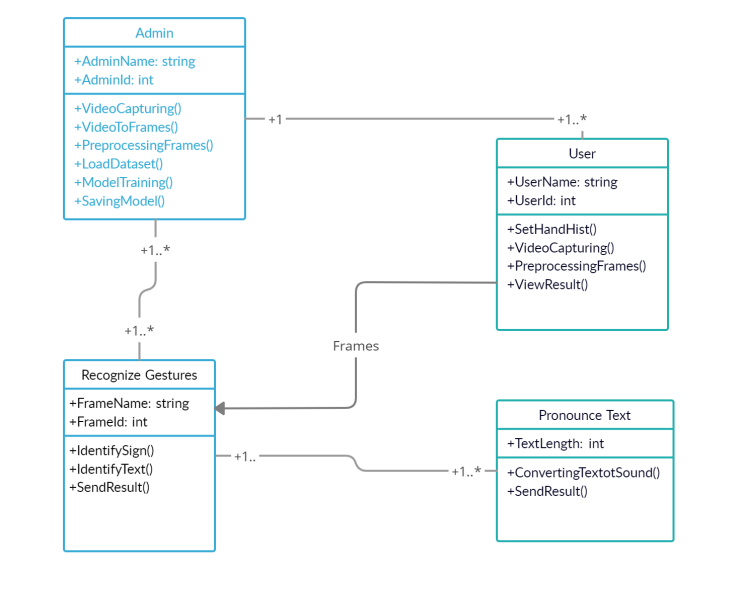 Admin
+AdminName: string
+AdminId: int
+VideoCapturing()
+VideoToFrames()
+PreprocessingFrames()
+LoadDataset()
+ModelTraining()
+SavingModel()
+1
+1..*
User
+UserName: string
+UserId: int
+SetHandHist()
+VideoCapturing()
+PreprocessingFrames()
+ViewResult()
+1..*
+1..*
Frames
Recognize Gestures
+FrameName: string
+FrameId: int
+IdentifySign()
+IdentifyText()
+SendResult()
+1..
+1..*
Pronounce Text
+TextLength: int
+ConvertingTextotSound()
+SendResult()